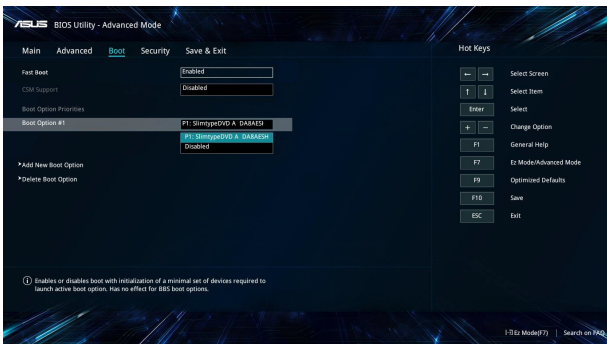 ASUS BIOS Utility - Advanced Mode
Main Advanced Boot Security Save & Exit
Hot Keys
Fast Boot Enabled
CSM Support Disabled
Boot Option Priorities
Boot Option #1 P1: SlimtypeDVD A DA8AESI
P1: SlimtypeDVD A DA8AESH
Disabled
Add New Boot Option
Delete Boot Option
← → Select Screen
↑ ↓ Select Item
Enter Select
+ − Change Option
F1 General Help
F7 Ez Mode/Advanced Mode
F9 Optimized Defaults
F10 Save
ESC Exit
Enables or disables boot with initialization of a minimal set of devices required to
launch active boot option. Has no effect for BBS boot options.
Ez Mode(F7) | Search on FAQ